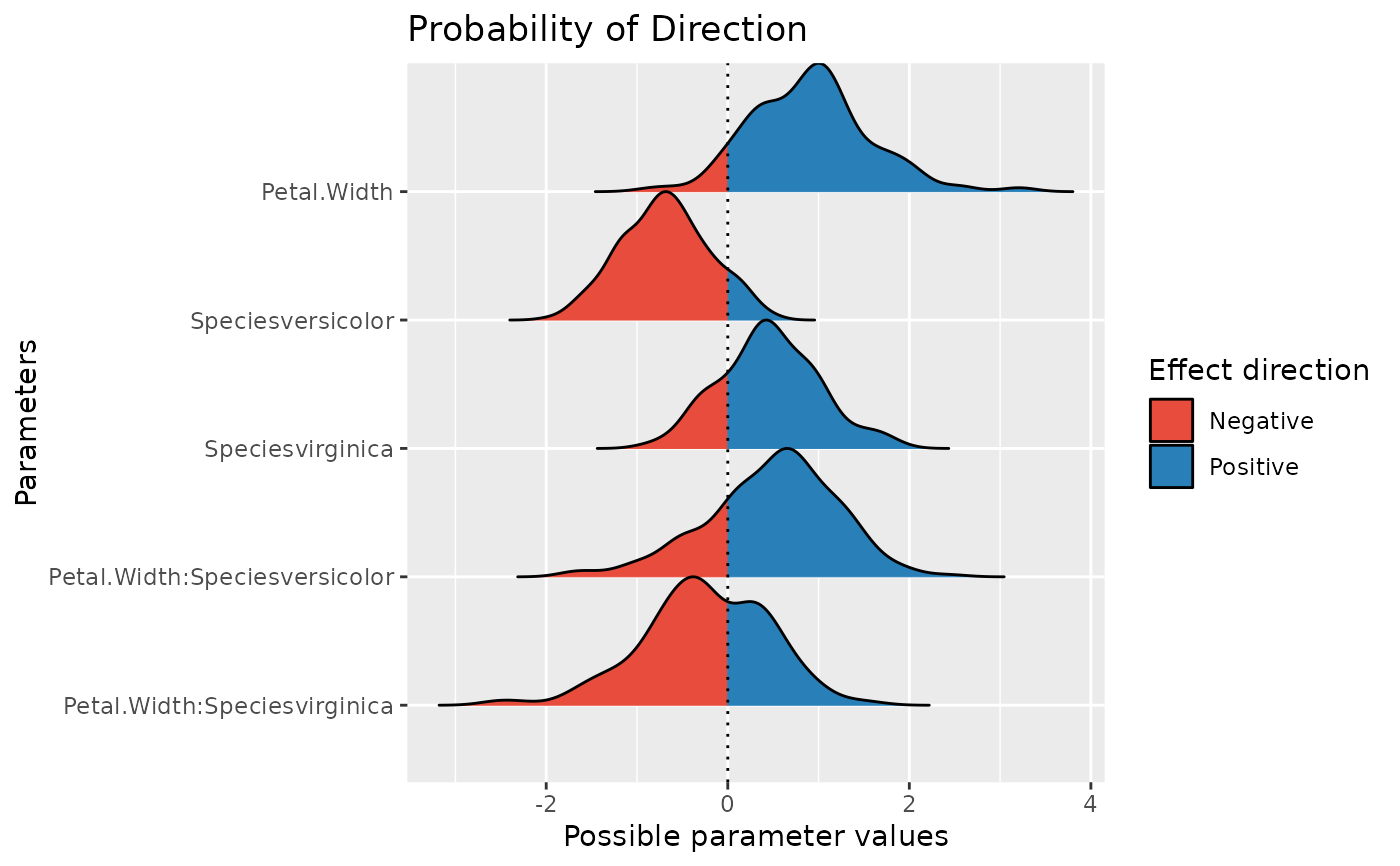 Probability of Direction
Parameters
Petal.Width
Speciesversicolor
Speciesvirginica
Petal.Width:Speciesversicolor
Petal.Width:Speciesvirginica
-2 0 2 4
Possible parameter values
Effect direction
Negative
Positive